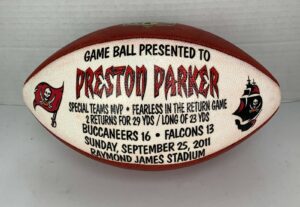 GAME BALL PRESENTED TO
PRESTON PARKER
SPECIAL TEAMS MVP • FEARLESS IN THE RETURN GAME
2 RETURNS FOR 29 YDS / LONG OF 23 YDS
BUCCANEERS 16 • FALCONS 13
SUNDAY, SEPTEMBER 25, 2011
RAYMOND JAMES STADIUM